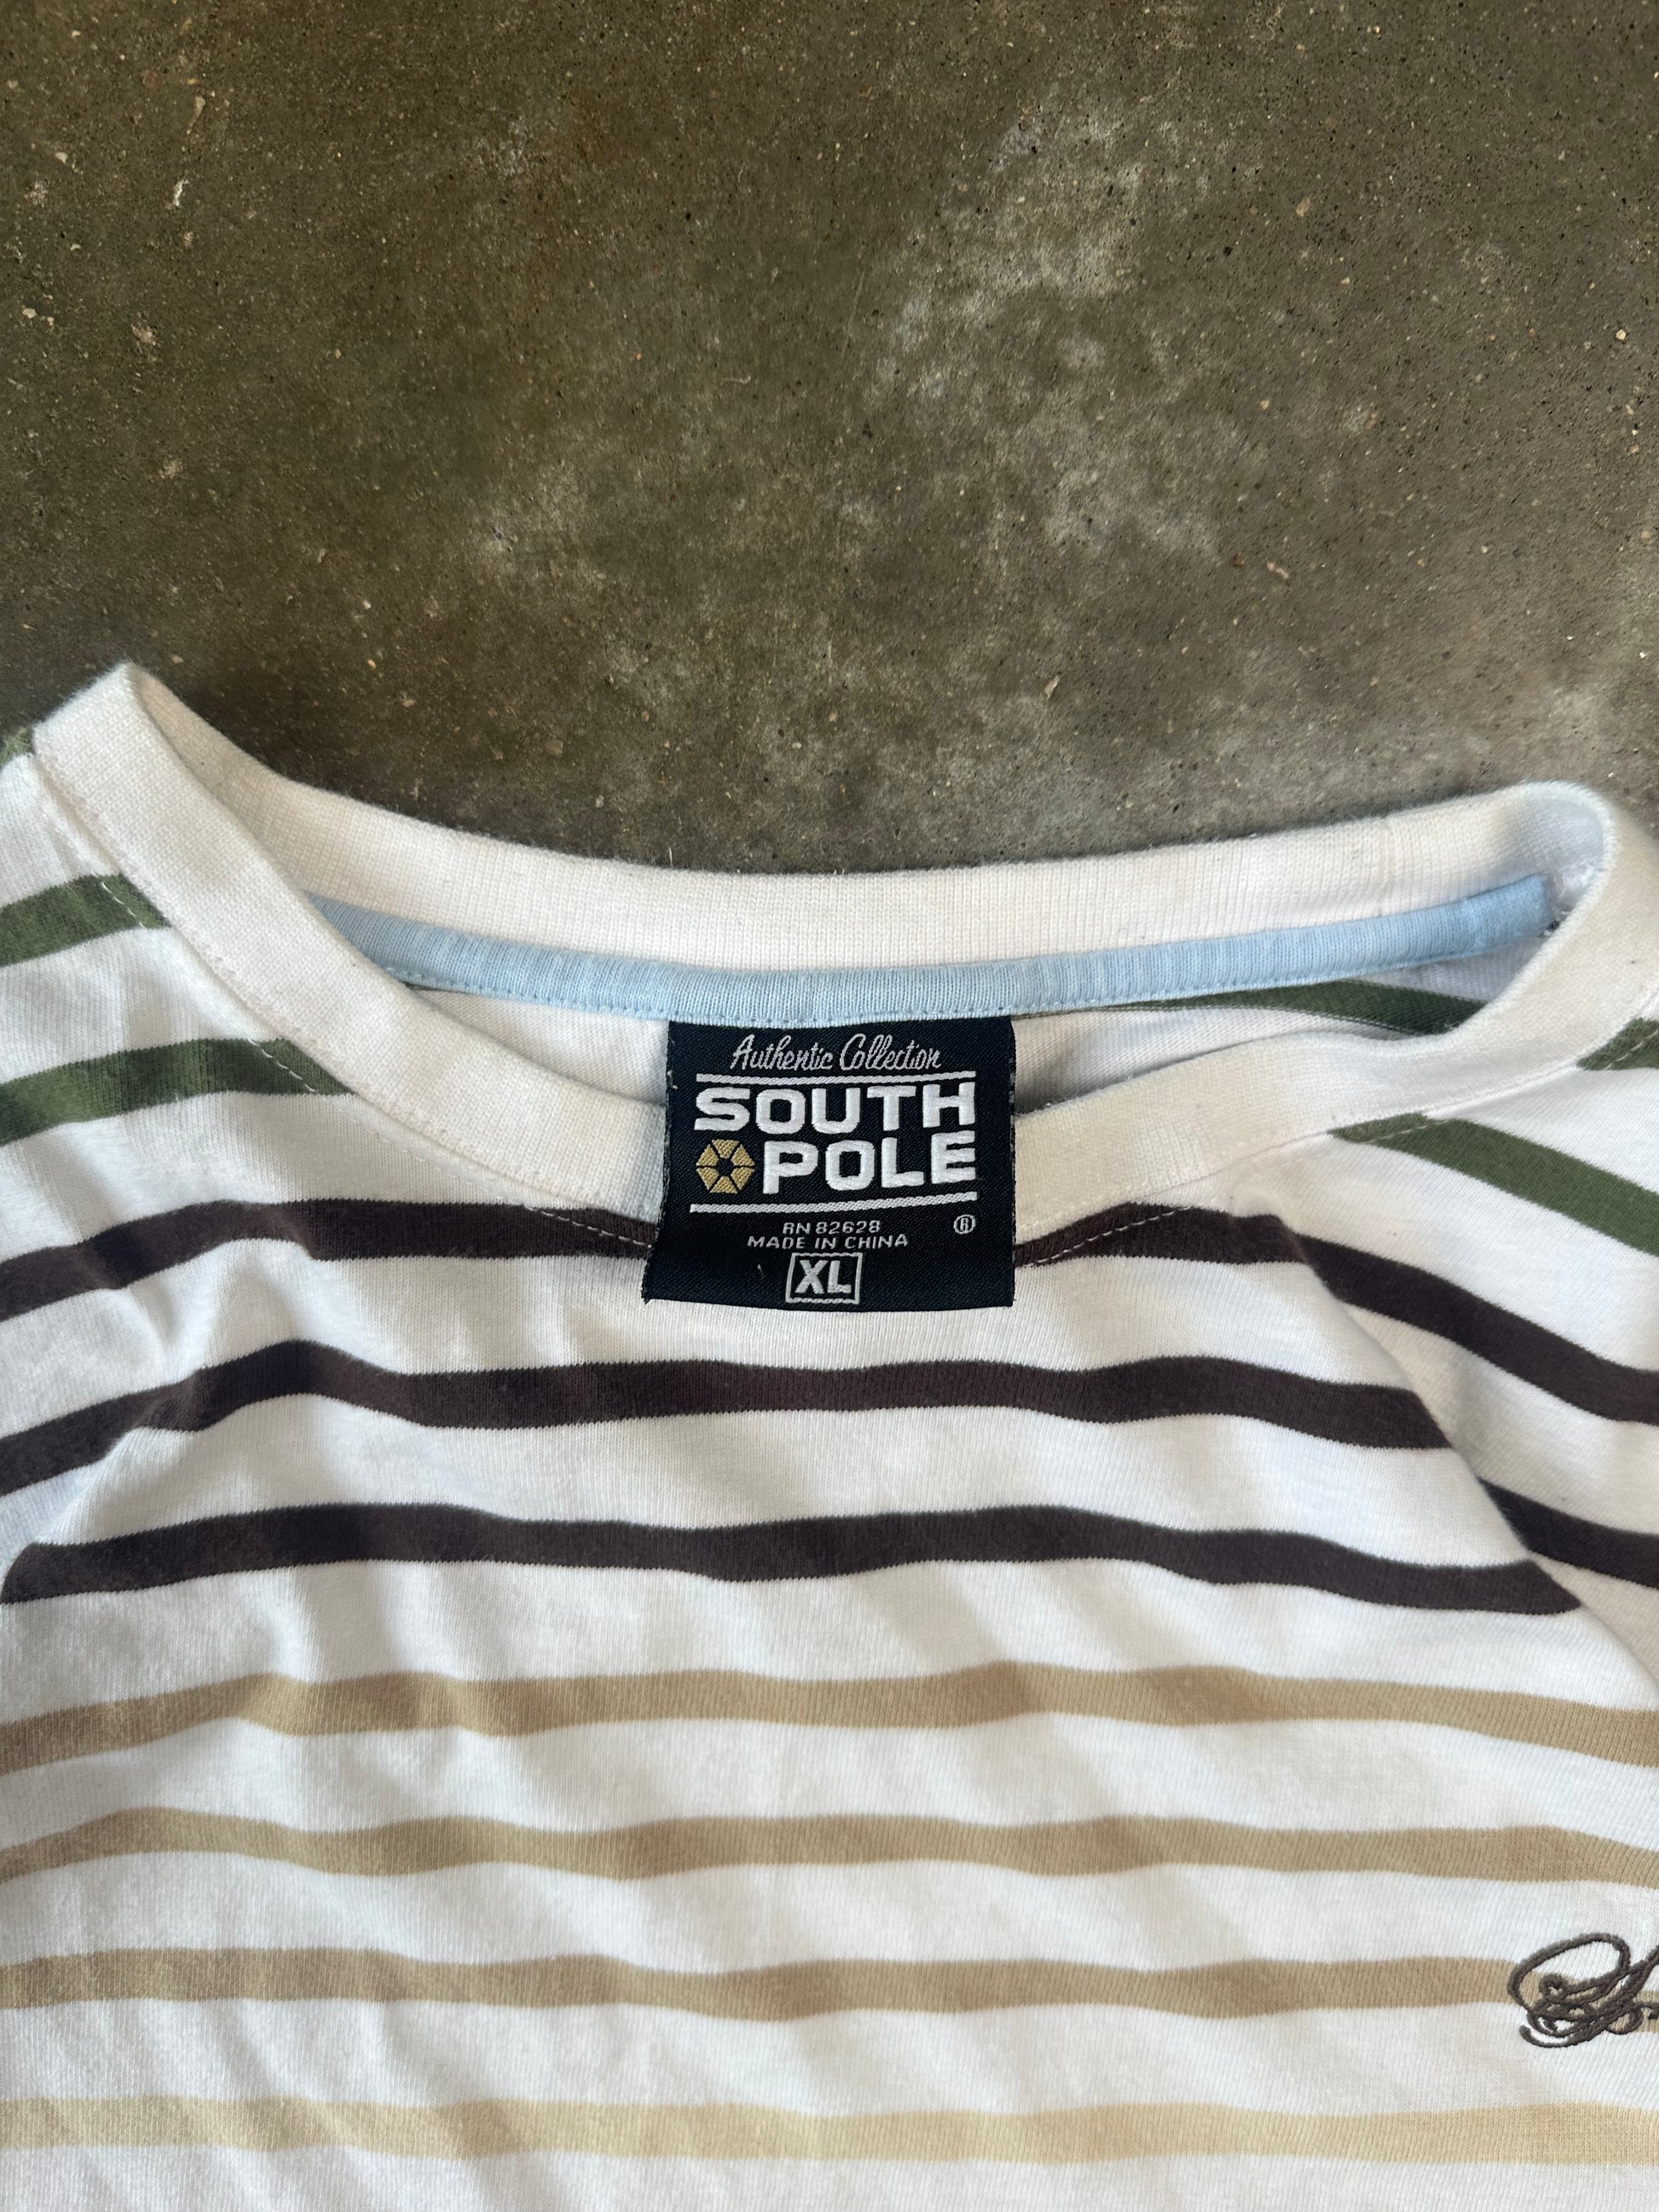 Authentic Collection
SOUTH
POLE
RN 82628 ®
MADE IN CHINA
XL